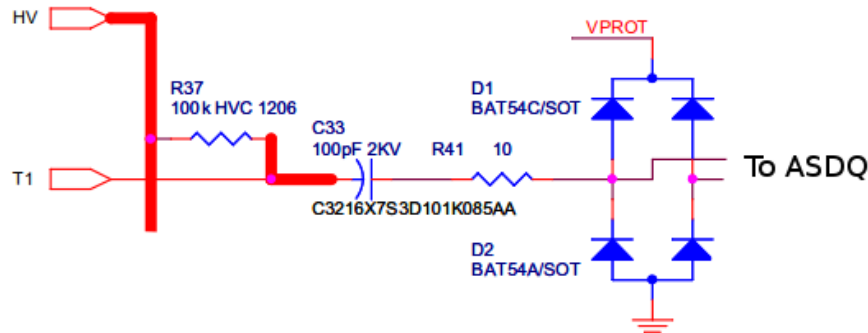 HV
VPROT
R37
100k HVC 1206
D1
BAT54C/SOT
C33
100pF 2KV
R41 10
To ASDQ
T1
C3216X7S3D101K085AA
D2
BAT54A/SOT